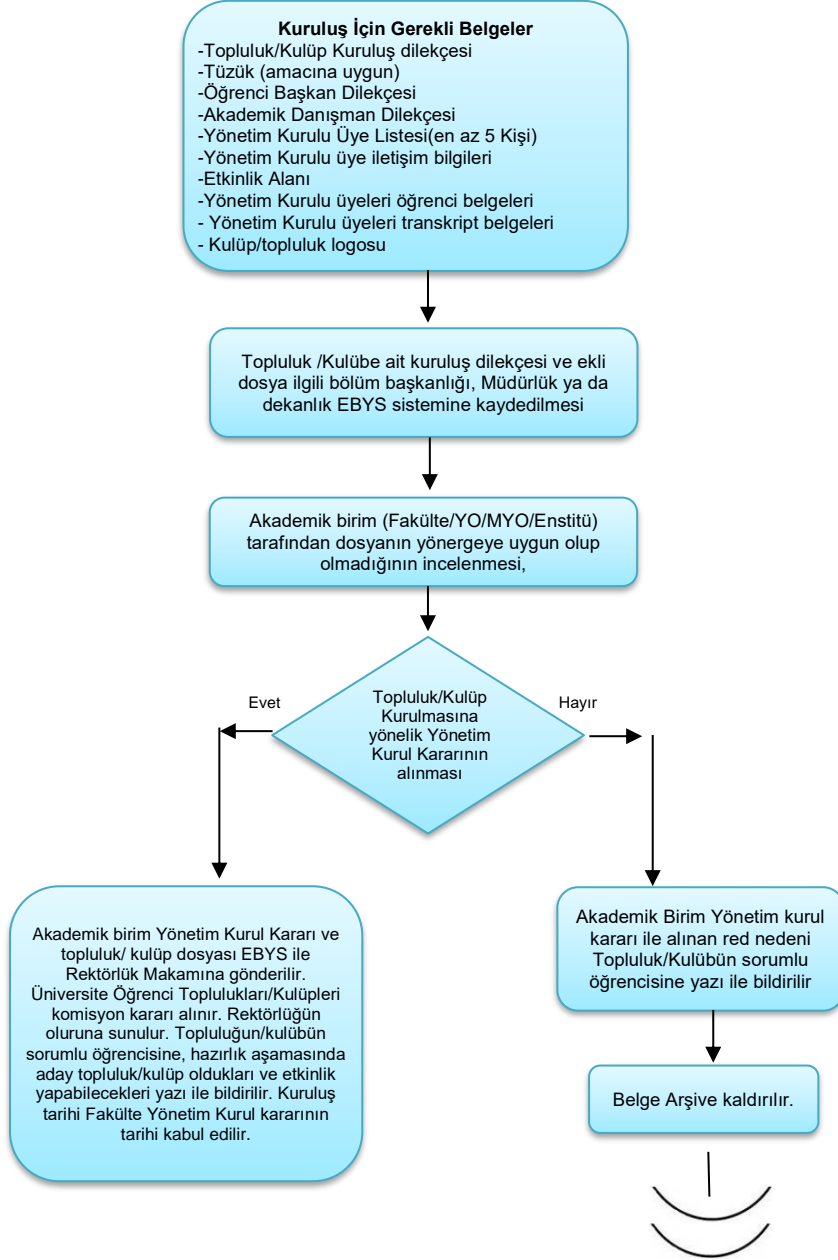 Kuruluş İçin Gerekli Belgeler
-Topluluk/Kulüp Kuruluş dilekçesi
-Tüzük (amacına uygun)
-Öğrenci Başkan Dilekçesi
-Akademik Danışman Dilekçesi
-Yönetim Kurulu Üye Listesi(en az 5 Kişi)
-Yönetim Kurulu üye iletişim bilgileri
-Etkinlik Alanı
-Yönetim Kurulu üyeleri öğrenci belgeleri
- Yönetim Kurulu üyeleri transkript belgeleri
- Kulüp/topluluk logosu
Topluluk /Kulübe ait kuruluş dilekçesi ve ekli
dosya ilgili bölüm başkanlığı, Müdürlük ya da
dekanlık EBYS sistemine kaydedilmesi
Akademik birim (Fakülte/YO/MYO/Enstitü)
tarafından dosyanın yönergeye uygun olup
olmadığının incelenmesi,
Topluluk/Kulüp
Kurulmasına
yönelik Yönetim
Kurul Kararının
alınması
Evet
Hayır
Akademik birim Yönetim Kurul Kararı ve
topluluk/ kulüp dosyası EBYS ile
Rektörlük Makamına gönderilir.
Üniversite Öğrenci Toplulukları/Kulüpleri
komisyon kararı alınır. Rektörlüğün
oluruna sunulur. Topluluğun/kulübün
sorumlu öğrencisine, hazırlık aşamasında
aday topluluk/kulüp oldukları ve etkinlik
yapabilecekleri yazı ile bildirilir. Kuruluş
tarihi Fakülte Yönetim Kurul kararının
tarihi kabul edilir.
Akademik Birim Yönetim kurul
kararı ile alınan red nedeni
Topluluk/Kulübün sorumlu
öğrencisine yazı ile bildirilir
Belge Arşive kaldırılır.